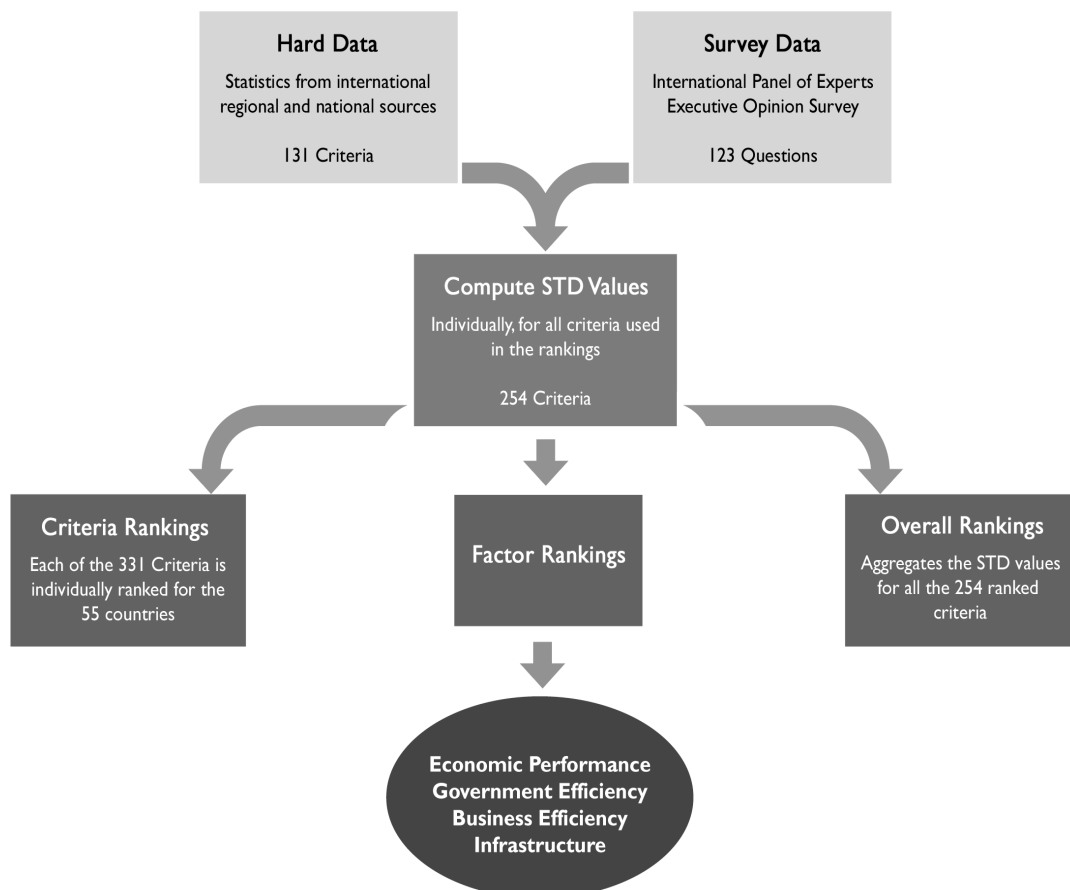 Hard Data
Statistics from international
regional and national sources
131 Criteria
Survey Data
International Panel of Experts
Executive Opinion Survey
123 Questions
Compute STD Values
Individually, for all criteria used
in the rankings
254 Criteria
Criteria Rankings
Each of the 331 Criteria is
individually ranked for the
55 countries
Factor Rankings
Overall Rankings
Aggregates the STD values
for all the 254 ranked
criteria
Economic Performance
Government Efficiency
Business Efficiency
Infrastructure